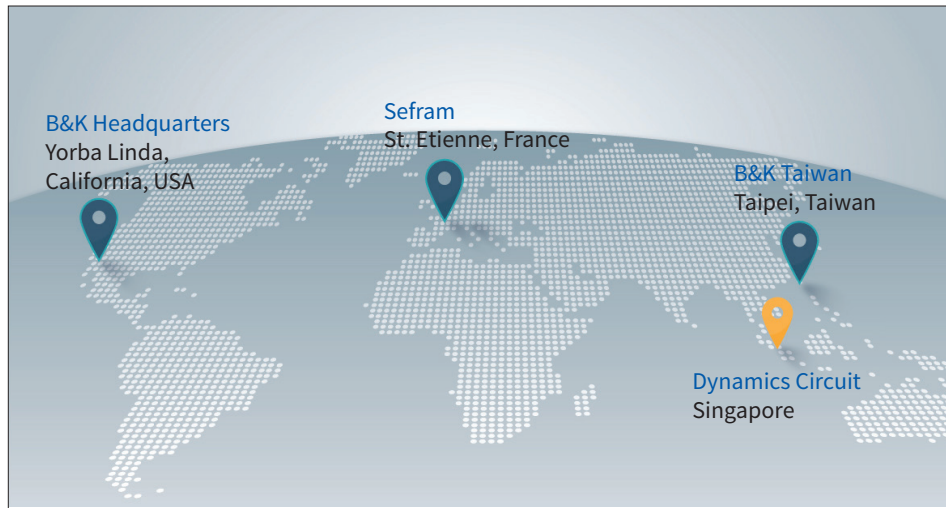 B&K Headquarters
Yorba Linda,
California, USA
Sefram
St. Etienne, France
B&K Taiwan
Taipei, Taiwan
Dynamics Circuit
Singapore